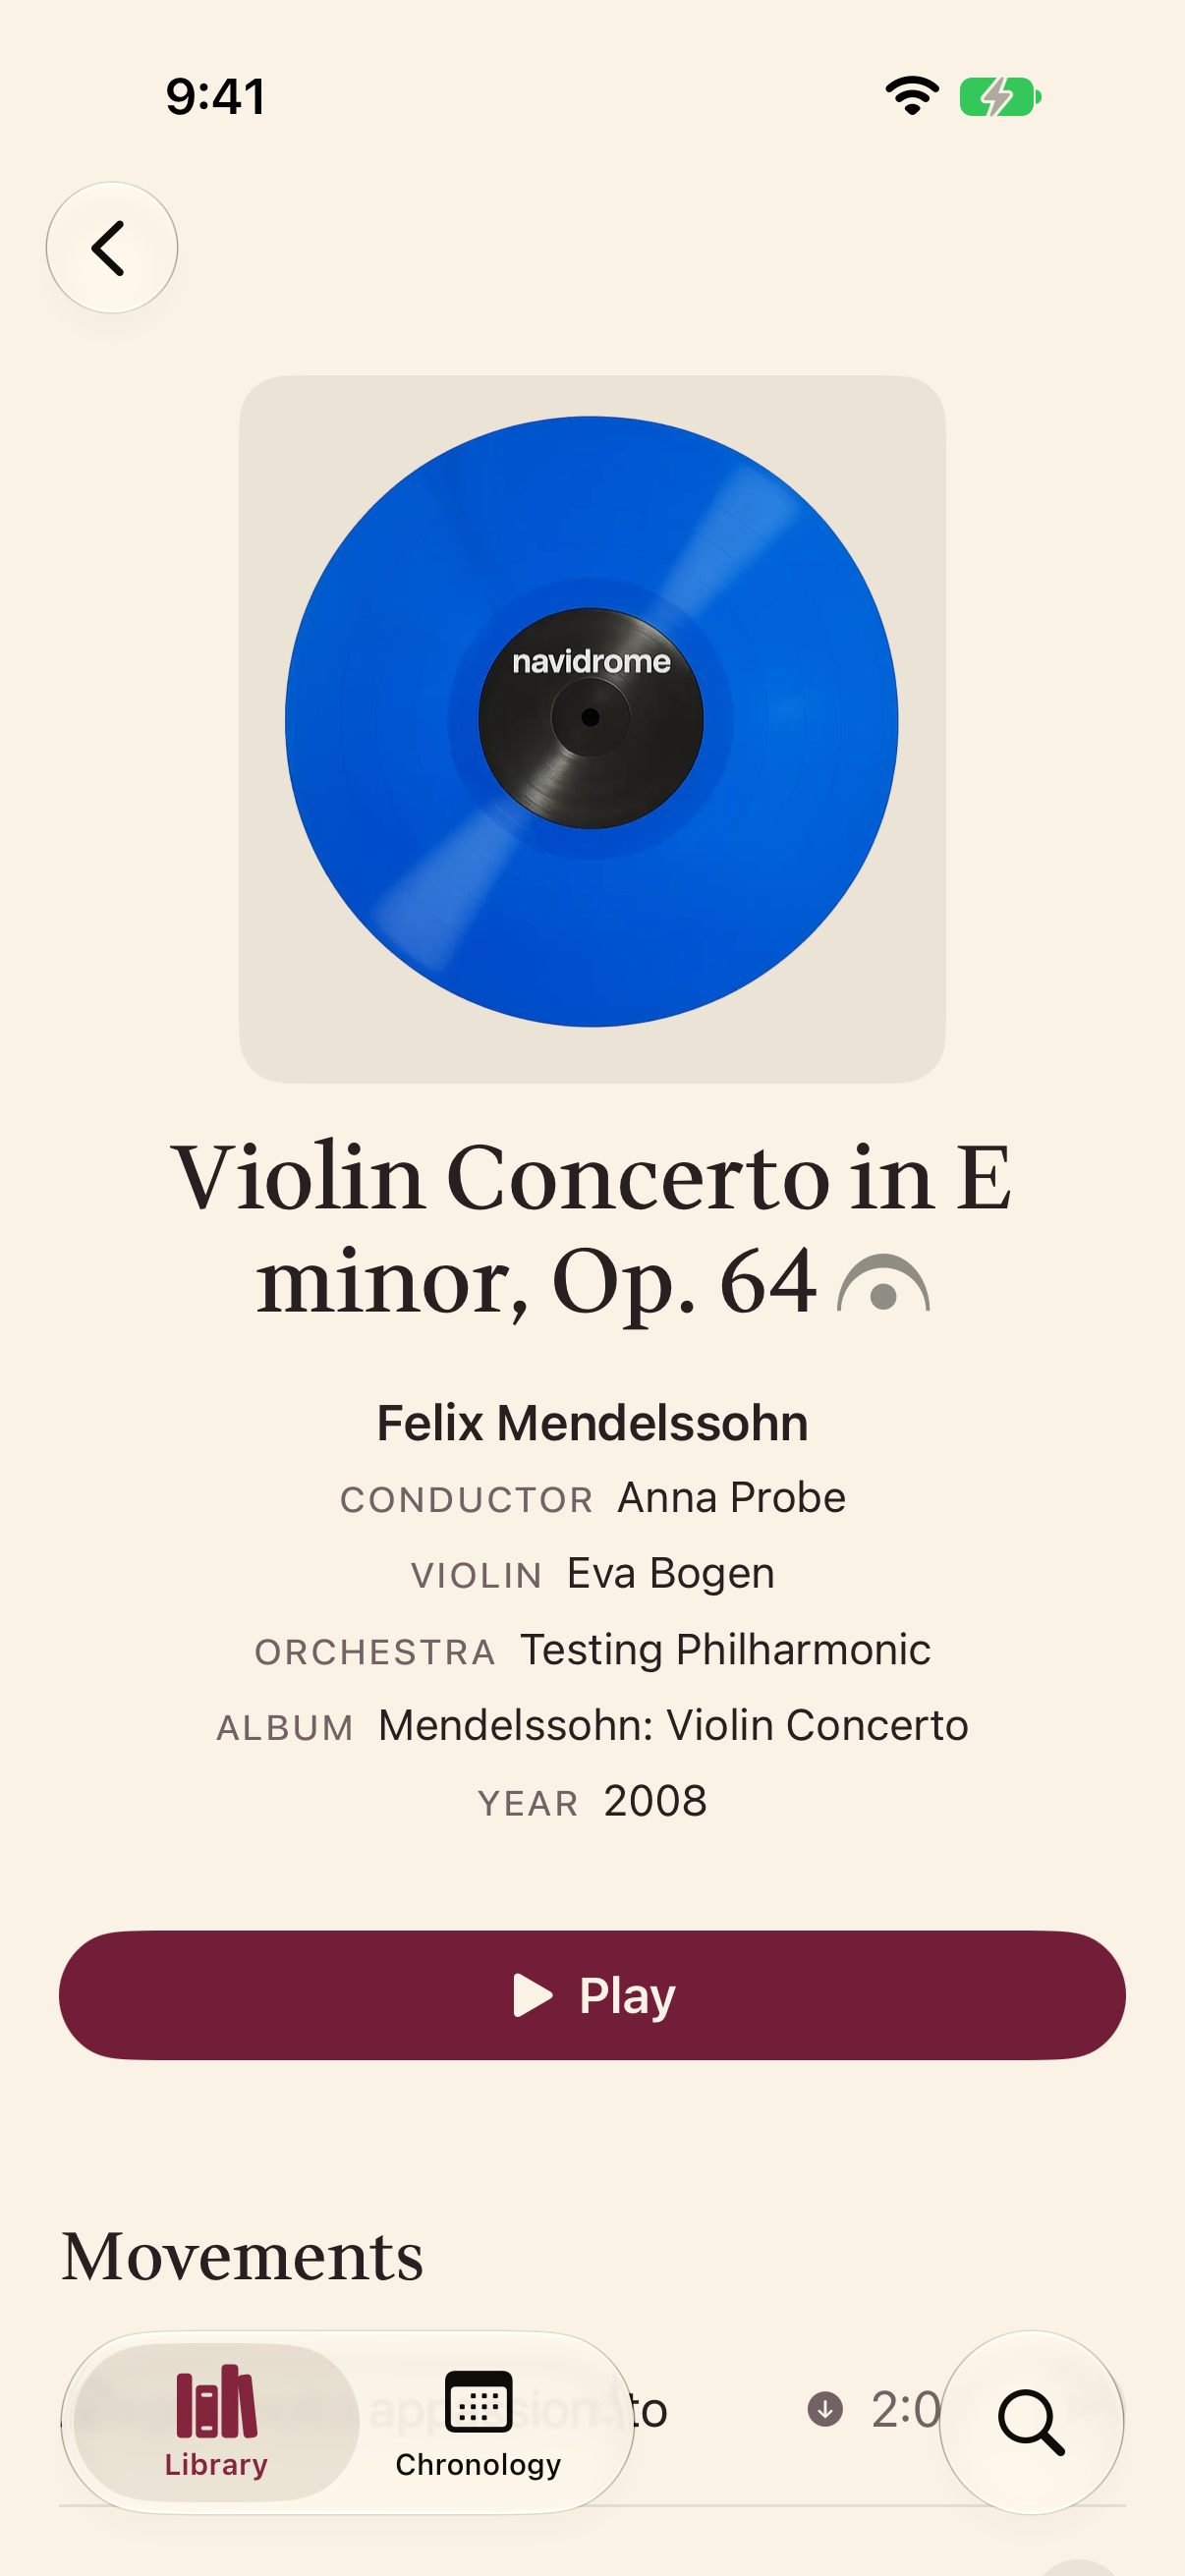 9:41
navidrome
Violin Concerto in E
minor, Op. 64
Felix Mendelssohn
CONDUCTOR Anna Probe
VIOLIN Eva Bogen
ORCHESTRA Testing Philharmonic
ALBUM Mendelssohn: Violin Concerto
YEAR 2008
Play
Movements
Library
Chronology